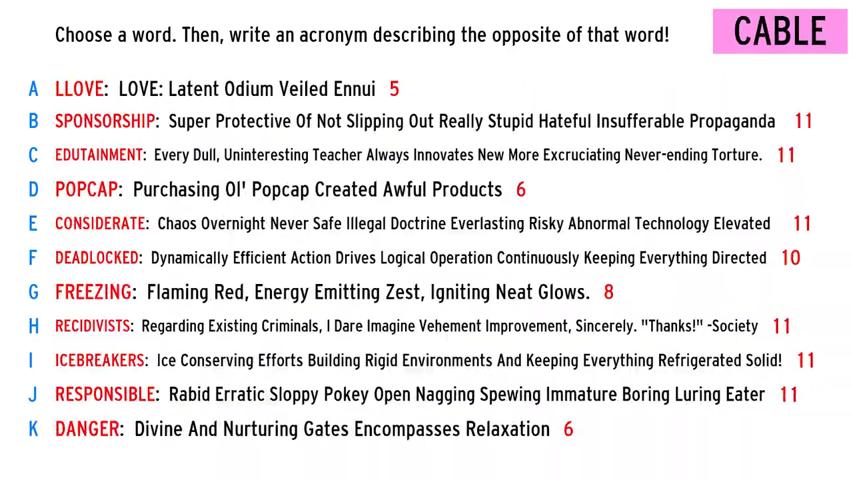 Choose a word. Then, write an acronym describing the opposite of that word!
CABLE
A LLOVE: LOVE: Latent Odium Veiled Ennui 5
B SPONSORSHIP: Super Protective Of Not Slipping Out Really Stupid Hateful Insufferable Propaganda 11
C EDUTAINMENT: Every Dull, Uninteresting Teacher Always Innovates New More Excruciating Never-ending Torture. 11
D POPCAP: Purchasing Ol' Popcap Created Awful Products 6
E CONSIDERATE: Chaos Overnight Never Safe Illegal Doctrine Everlasting Risky Abnormal Technology Elevated 11
F DEADLOCKED: Dynamically Efficient Action Drives Logical Operation Continuously Keeping Everything Directed 10
G FREEZING: Flaming Red, Energy Emitting Zest, Igniting Neat Glows. 8
H RECIDIVISTS: Regarding Existing Criminals, I Dare Imagine Vehement Improvement, Sincerely. "Thanks!" -Society 11
I ICEBREAKERS: Ice Conserving Efforts Building Rigid Environments And Keeping Everything Refrigerated Solid! 11
J RESPONSIBLE: Rabid Erratic Sloppy Pokey Open Nagging Spewing Immature Boring Luring Eater 11
K DANGER: Divine And Nurturing Gates Encompasses Relaxation 6